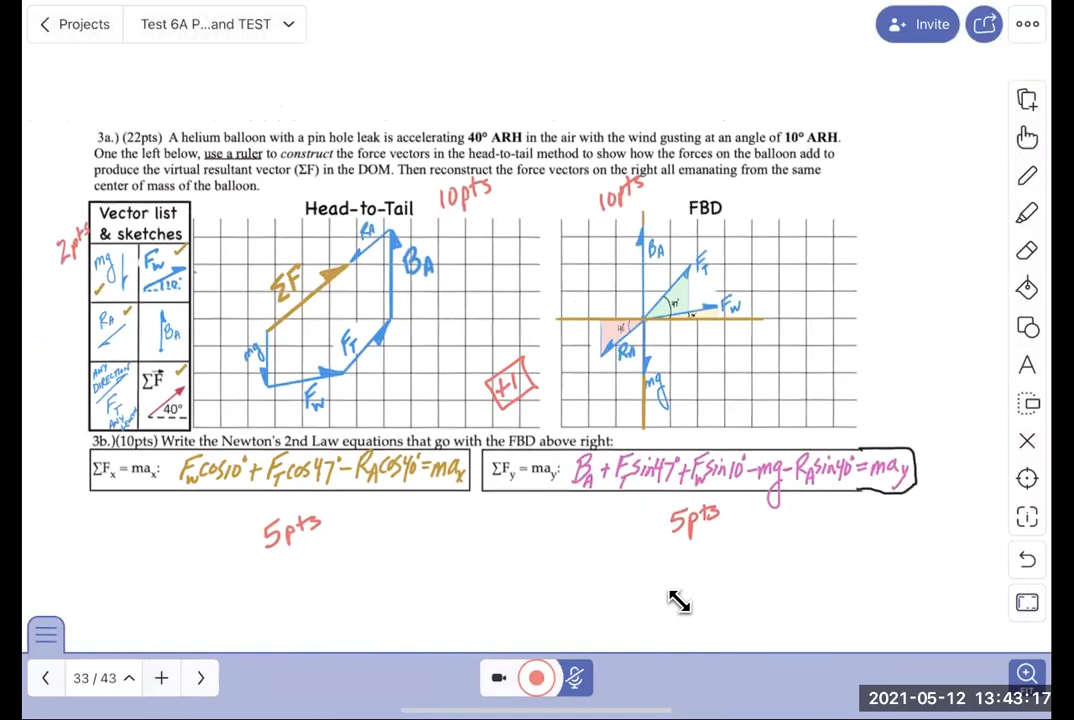 Projects
Test 6A P...and TEST
Invite
3a.) (22pts) A helium balloon with a pin hole leak is accelerating 40° ARH in the air with the wind gusting at an angle of 10° ARH.
One the left below, use a ruler to construct the force vectors in the head-to-tail method to show how the forces on the balloon add to
produce the virtual resultant vector (ΣF) in the DOM. Then reconstruct the force vectors on the right all emanating from the same
center of mass of the balloon.
10pts
10pts
2pts
Vector list
& sketches
mg
Fw
10°
RA
BA
ANY
DIRECTION
FT
ANY
ΣF
40°
Head-to-Tail
RA
BA
ΣF
mg
FT
Fw
+1
FBD
BA
FT
47°
Fw
40°
RA
mg
3b.)(10pts) Write the Newton's 2nd Law equations that go with the FBD above right:
ΣFx = max: Fwcos10° + FTcos47° - RAcos40° = max
ΣFy = may: BA + FTsin47° + Fwsin10° - mg - RAsin40° = may
5pts
5pts
33 / 43
FIT
2021-05-12 13:43:17